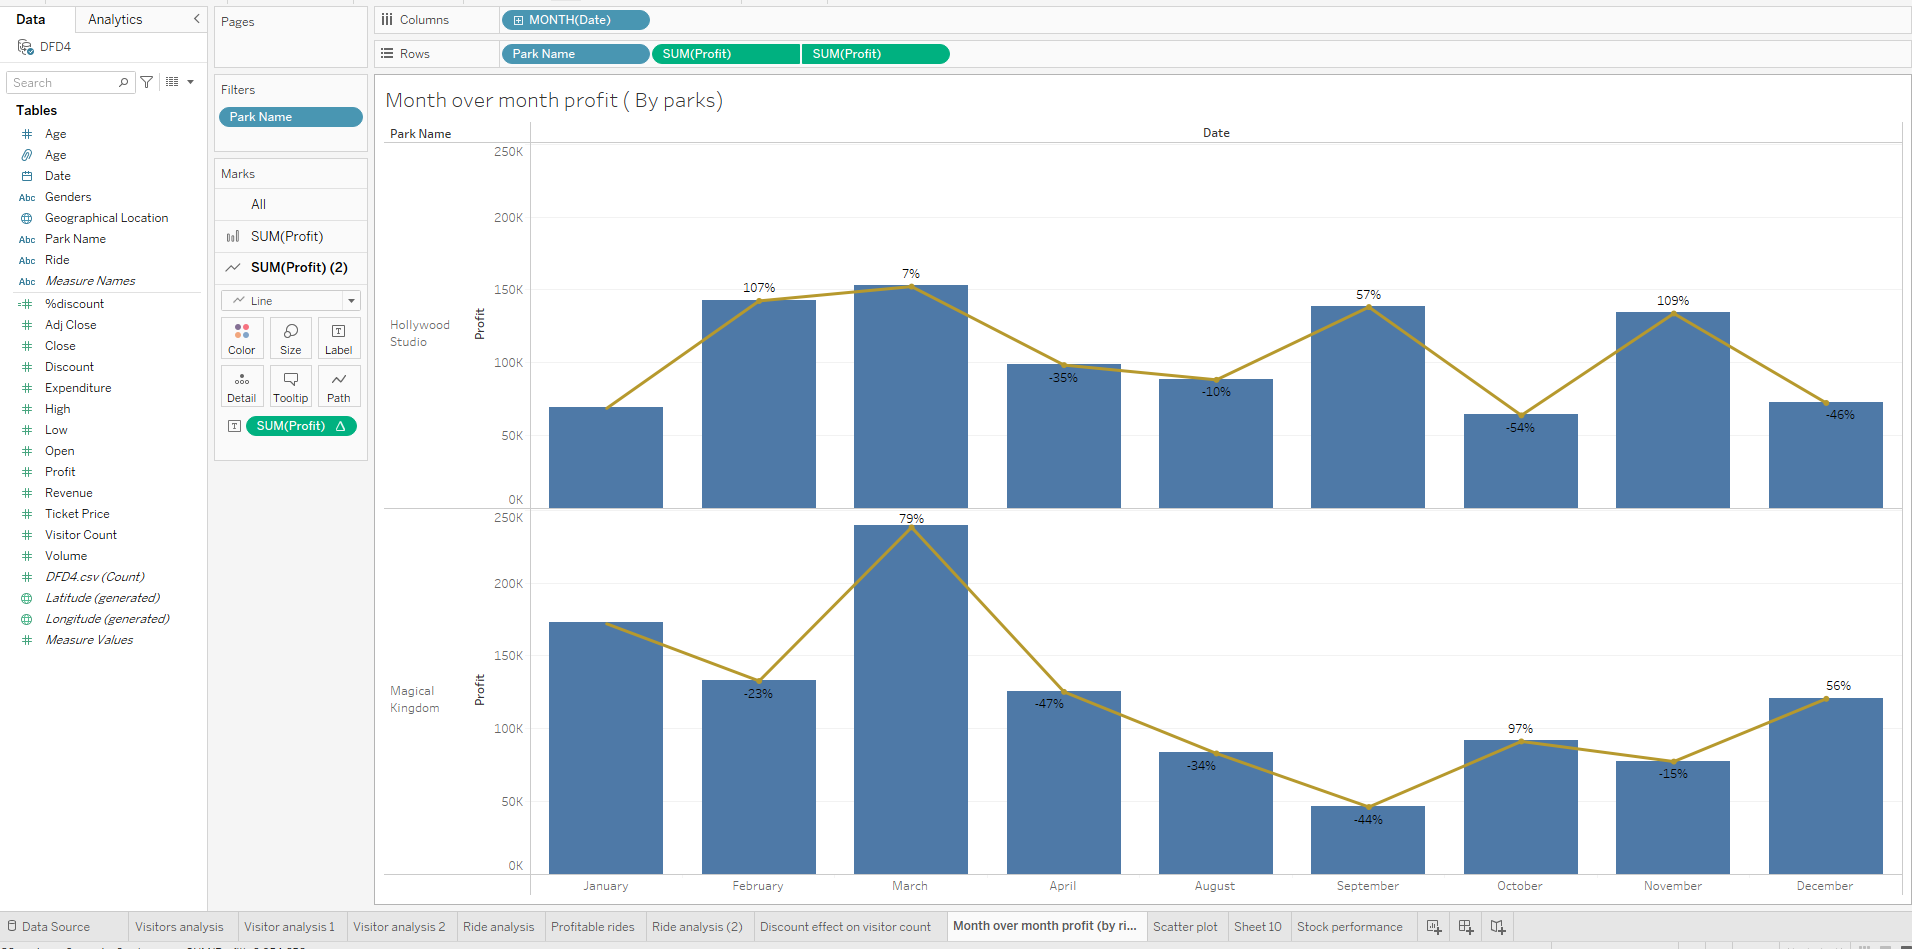 Data
Analytics
DFD4
Search
Tables
Age
Age
Date
Abc Genders
Geographical Location
Abc Park Name
Abc Ride
Abc Measure Names
%discount
Adj Close
Close
Discount
Expenditure
High
Low
Open
Profit
Revenue
Ticket Price
Visitor Count
Volume
DFD4.csv (Count)
Latitude (generated)
Longitude (generated)
Measure Values
Pages
Filters
Park Name
Marks
All
SUM(Profit)
SUM(Profit) (2)
Line
Color Size Label
Detail Tooltip Path
SUM(Profit)
Columns MONTH(Date)
Rows Park Name SUM(Profit) SUM(Profit)
Month over month profit ( By parks)
Park Name Date
Hollywood
Studio
Profit
250K
200K
150K
100K
50K
0K
107%
7%
-35%
-10%
57%
-54%
109%
-46%
Magical
Kingdom
Profit
250K
200K
150K
100K
50K
0K
-23%
79%
-47%
-34%
-44%
97%
-15%
56%
January February March April August September October November December
Data Source Visitors analysis Visitor analysis 1 Visitor analysis 2 Ride analysis Profitable rides Ride analysis (2) Discount effect on visitor count Month over month profit (by ri... Scatter plot Sheet 10 Stock performance